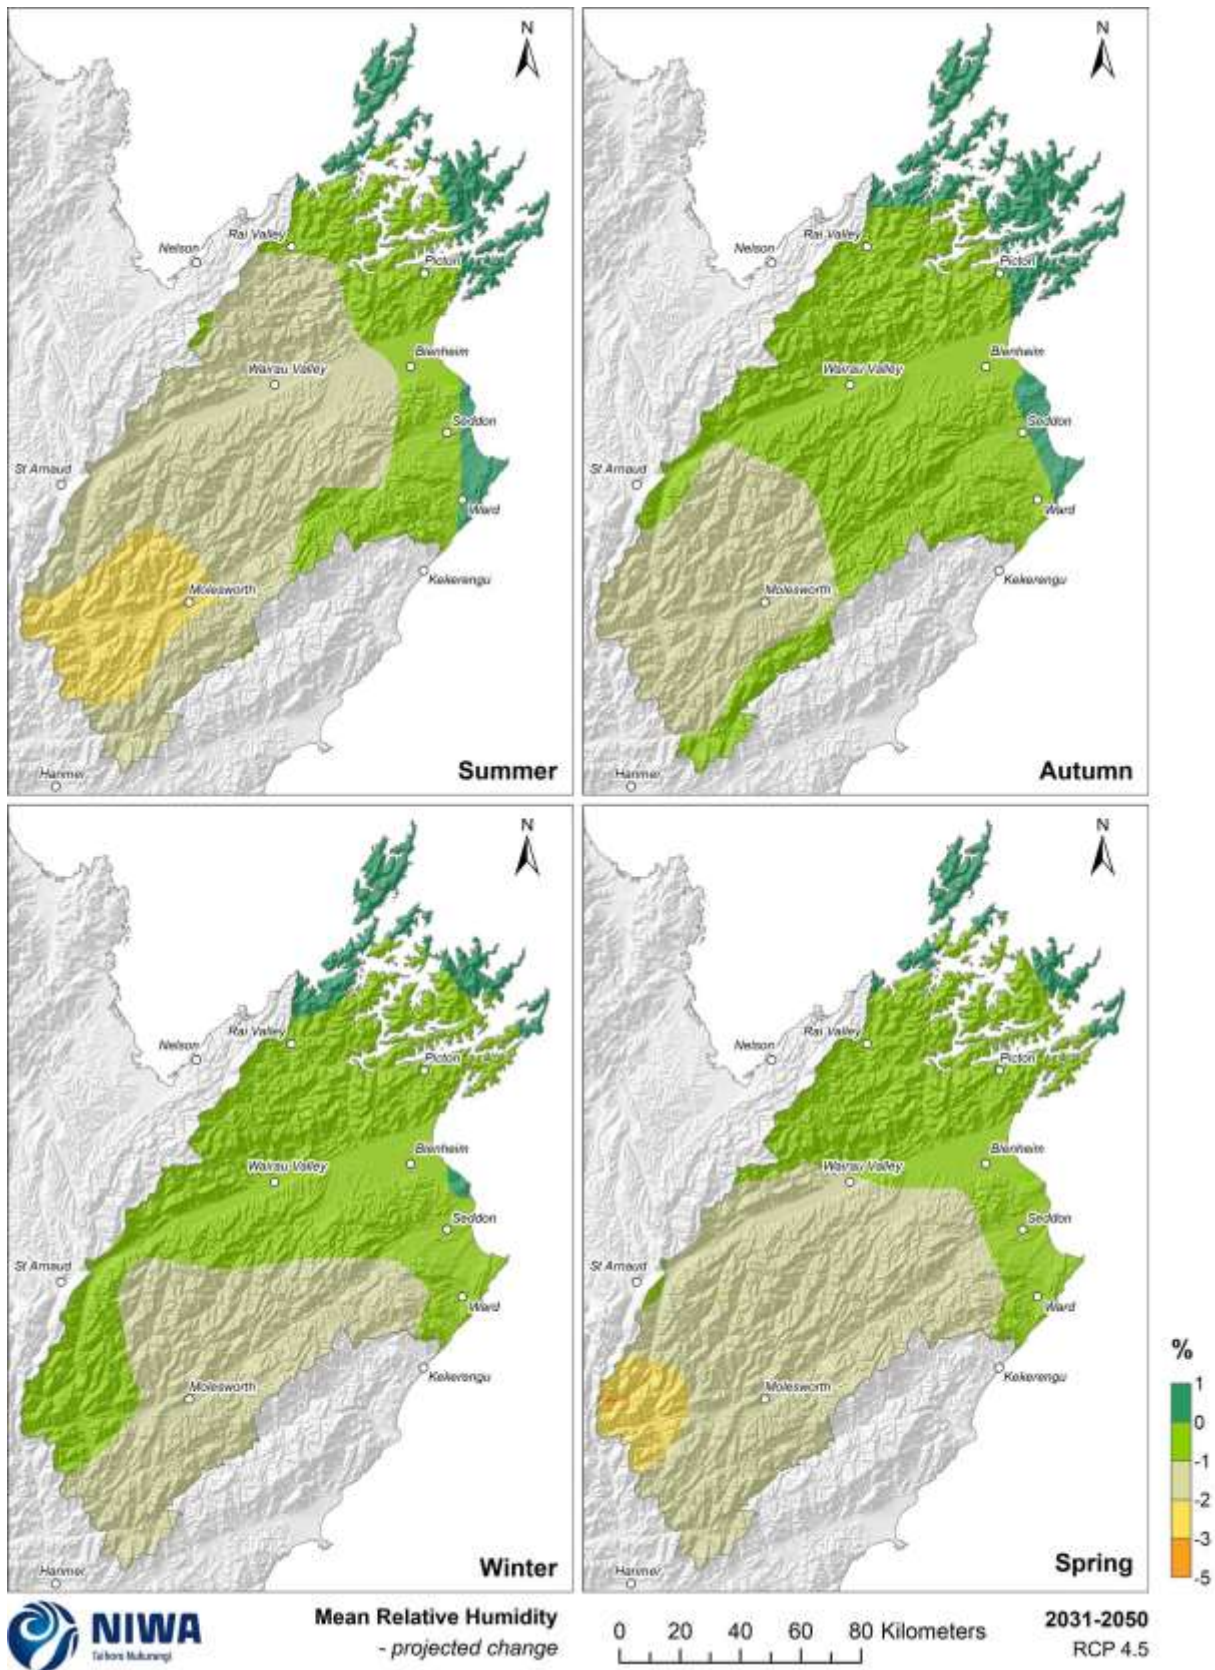 N
Nelson
Rai Valley
Picton
Wairau Valley
Blenheim
Seddon
St Arnaud
Ward
Molesworth
Kekerengu
Hanmer
Summer
N
Nelson
Rai Valley
Picton
Wairau Valley
Blenheim
Seddon
St Arnaud
Ward
Molesworth
Kekerengu
Hanmer
Autumn
N
Nelson
Rai Valley
Picton
Wairau Valley
Blenheim
Seddon
St Arnaud
Ward
Molesworth
Kekerengu
Hanmer
Winter
N
Nelson
Rai Valley
Picton
Wairau Valley
Blenheim
Seddon
St Arnaud
Ward
Molesworth
Kekerengu
Hanmer
Spring
%
1
0
-1
-2
-3
-5
NIWA
Taihoro Nukurangi
Mean Relative Humidity
- projected change
0 20 40 60 80 Kilometers
2031-2050
RCP 4.5